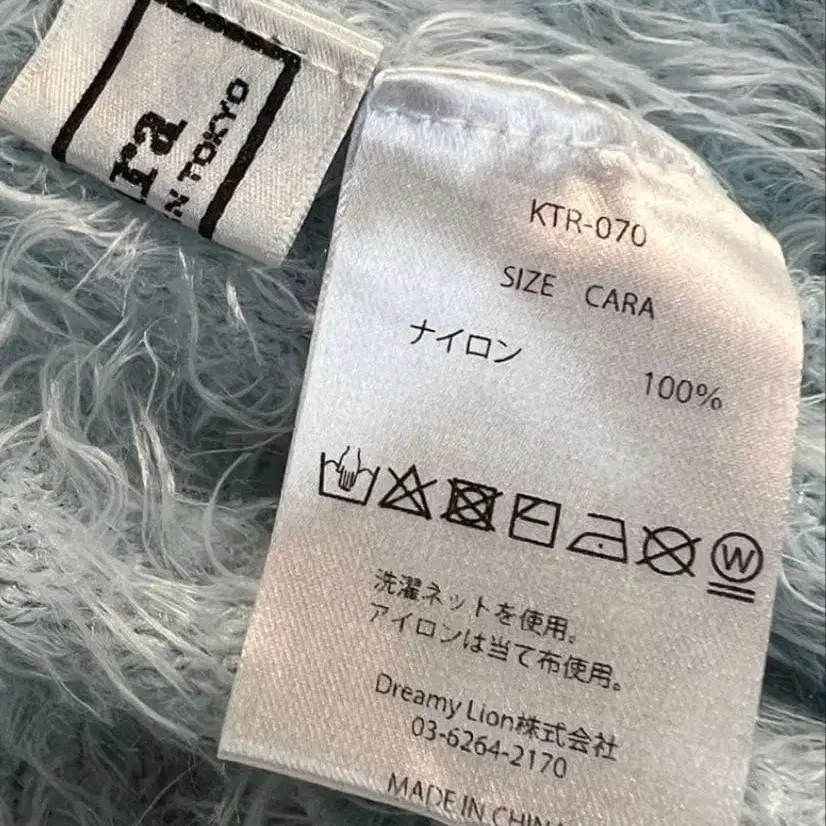 IN TOKYO
KTR-070
SIZE CARA
ナイロン
100%
W
洗濯ネットを使用。
アイロンは当て布使用。
Dreamy Lion株式会社
03-6264-2170
MADE IN CHINA